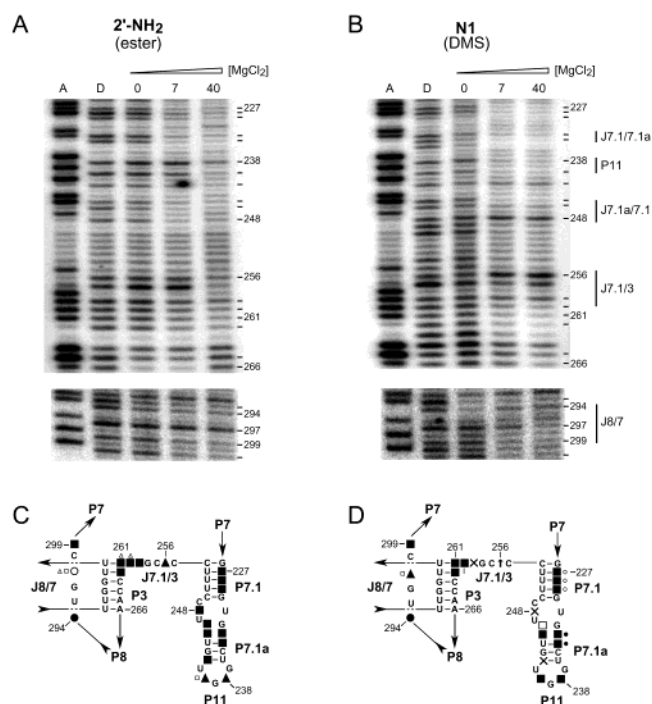 A
2'-NH₂
(ester)
[MgCl₂]
A D 0 7 40
227
238
248
256
261
266
294
297
299
B
N1
(DMS)
[MgCl₂]
A D 0 7 40
227
J7.1/7.1a
238
P11
J7.1a/7.1
248
256
J7.1/3
261
266
294
J8/7
297
299
C
P7
299
C
J8/7
G
U
294
P8
261
256
G C C
J7.1/3
U U G G U
C C A A
P3
266
P7
227
P7.1
C U U U C
G
248
C
U
U
G
P7.1a
G
U
C
U
G
U
G
238
P11
D
P7
299
C
J8/7
G
U
294
P8
261
256
G C C
J7.1/3
U U G G U
C C A A
P3
266
P7
227
P7.1
C U U U C
G
248
C
U
U
G
P7.1a
C
U
G
U
G
U
G
238
P11